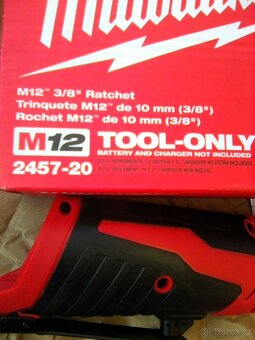 Milwaukee
M12™ 3/8" Ratchet
Trinquete M12™ de 10 mm (3/8")
Rochet M12™ de 10 mm (3/8")
M12 TOOL-ONLY
BATTERY AND CHARGER NOT INCLUDED
2457-20